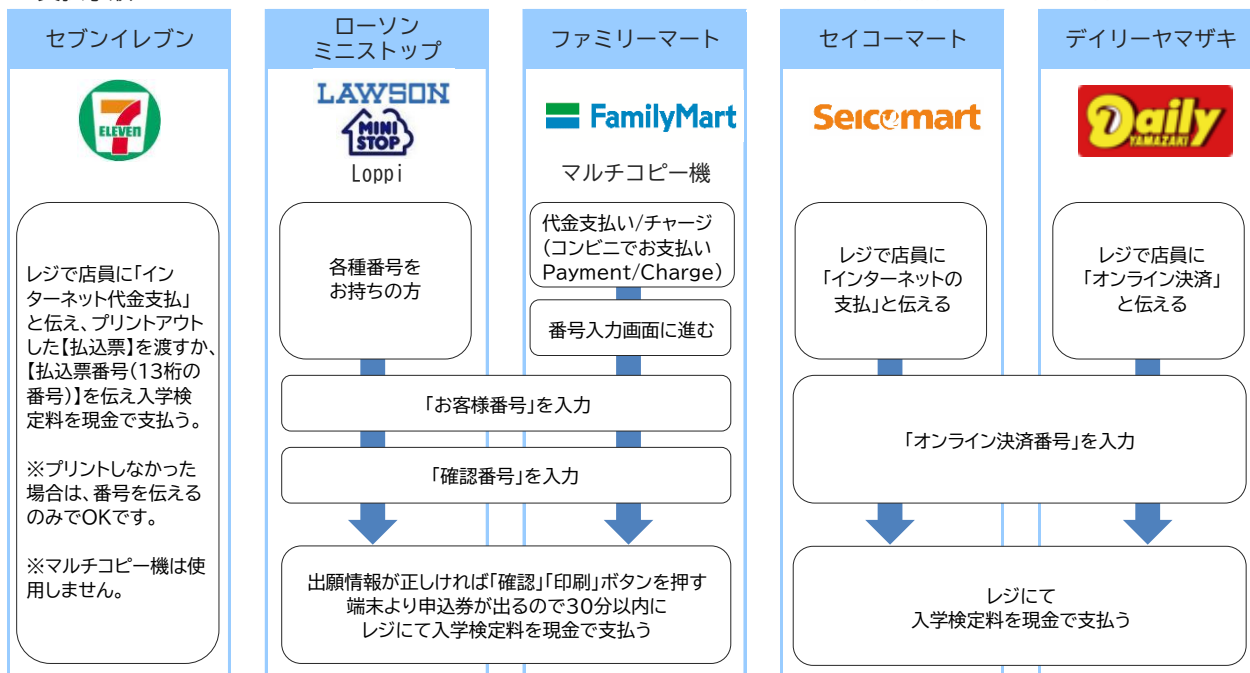 セブンイレブン
7
ELEVEN
レジで店員に「イン
ターネット代金支払」
と伝え、プリントアウト
した【払込票】を渡すか、
【払込票番号(13桁の
番号)】を伝え入学検
定料を現金で支払う。
※プリントしなかった
場合は、番号を伝える
のみでOKです。
※マルチコピー機は使
用しません。
ローソン
ミニストップ
LAWSON
MINI
STOP
Loppi
各種番号を
お持ちの方
ファミリーマート
FamilyMart
マルチコピー機
代金支払い/チャージ
(コンビニでお支払い
Payment/Charge)
番号入力画面に進む
「お客様番号」を入力
「確認番号」を入力
出願情報が正しければ「確認」「印刷」ボタンを押す
端末より申込券が出るので30分以内に
レジにて入学検定料を現金で支払う
セイコーマート
Seicomart
レジで店員に
「インターネットの
支払」と伝える
デイリーヤマザキ
Daily
YAMAZAKI
レジで店員に
「オンライン決済」
と伝える
「オンライン決済番号」を入力
レジにて
入学検定料を現金で支払う